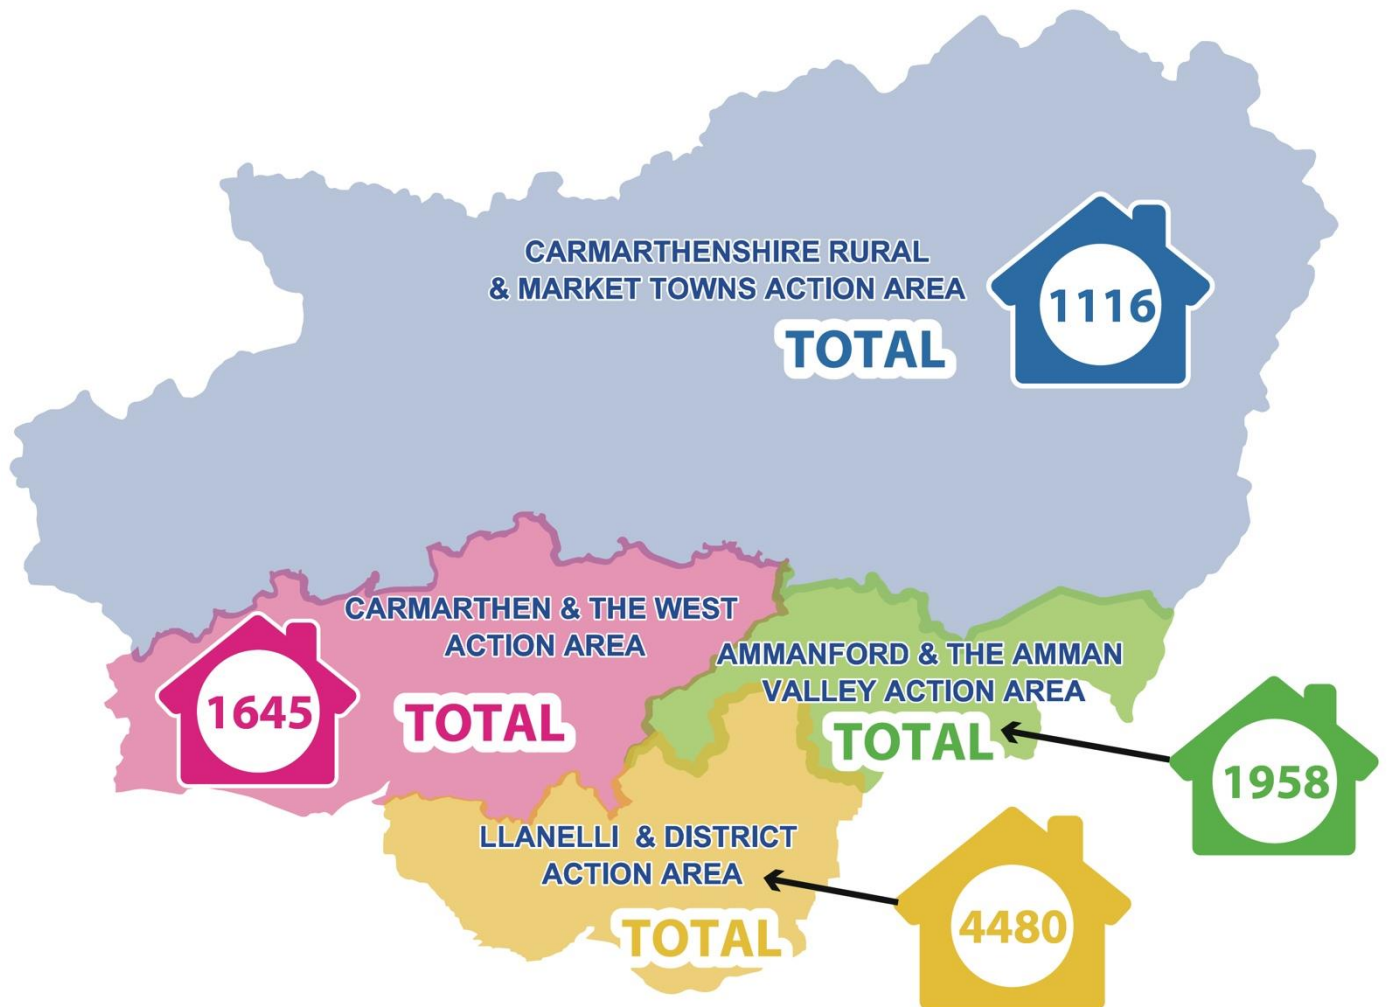 CARMARTHENSHIRE RURAL
& MARKET TOWNS ACTION AREA
TOTAL
1116
CARMARTHEN & THE WEST
ACTION AREA
1645
TOTAL
AMMANFORD & THE AMMAN
VALLEY ACTION AREA
TOTAL
1958
LLANELLI & DISTRICT
ACTION AREA
TOTAL
4480